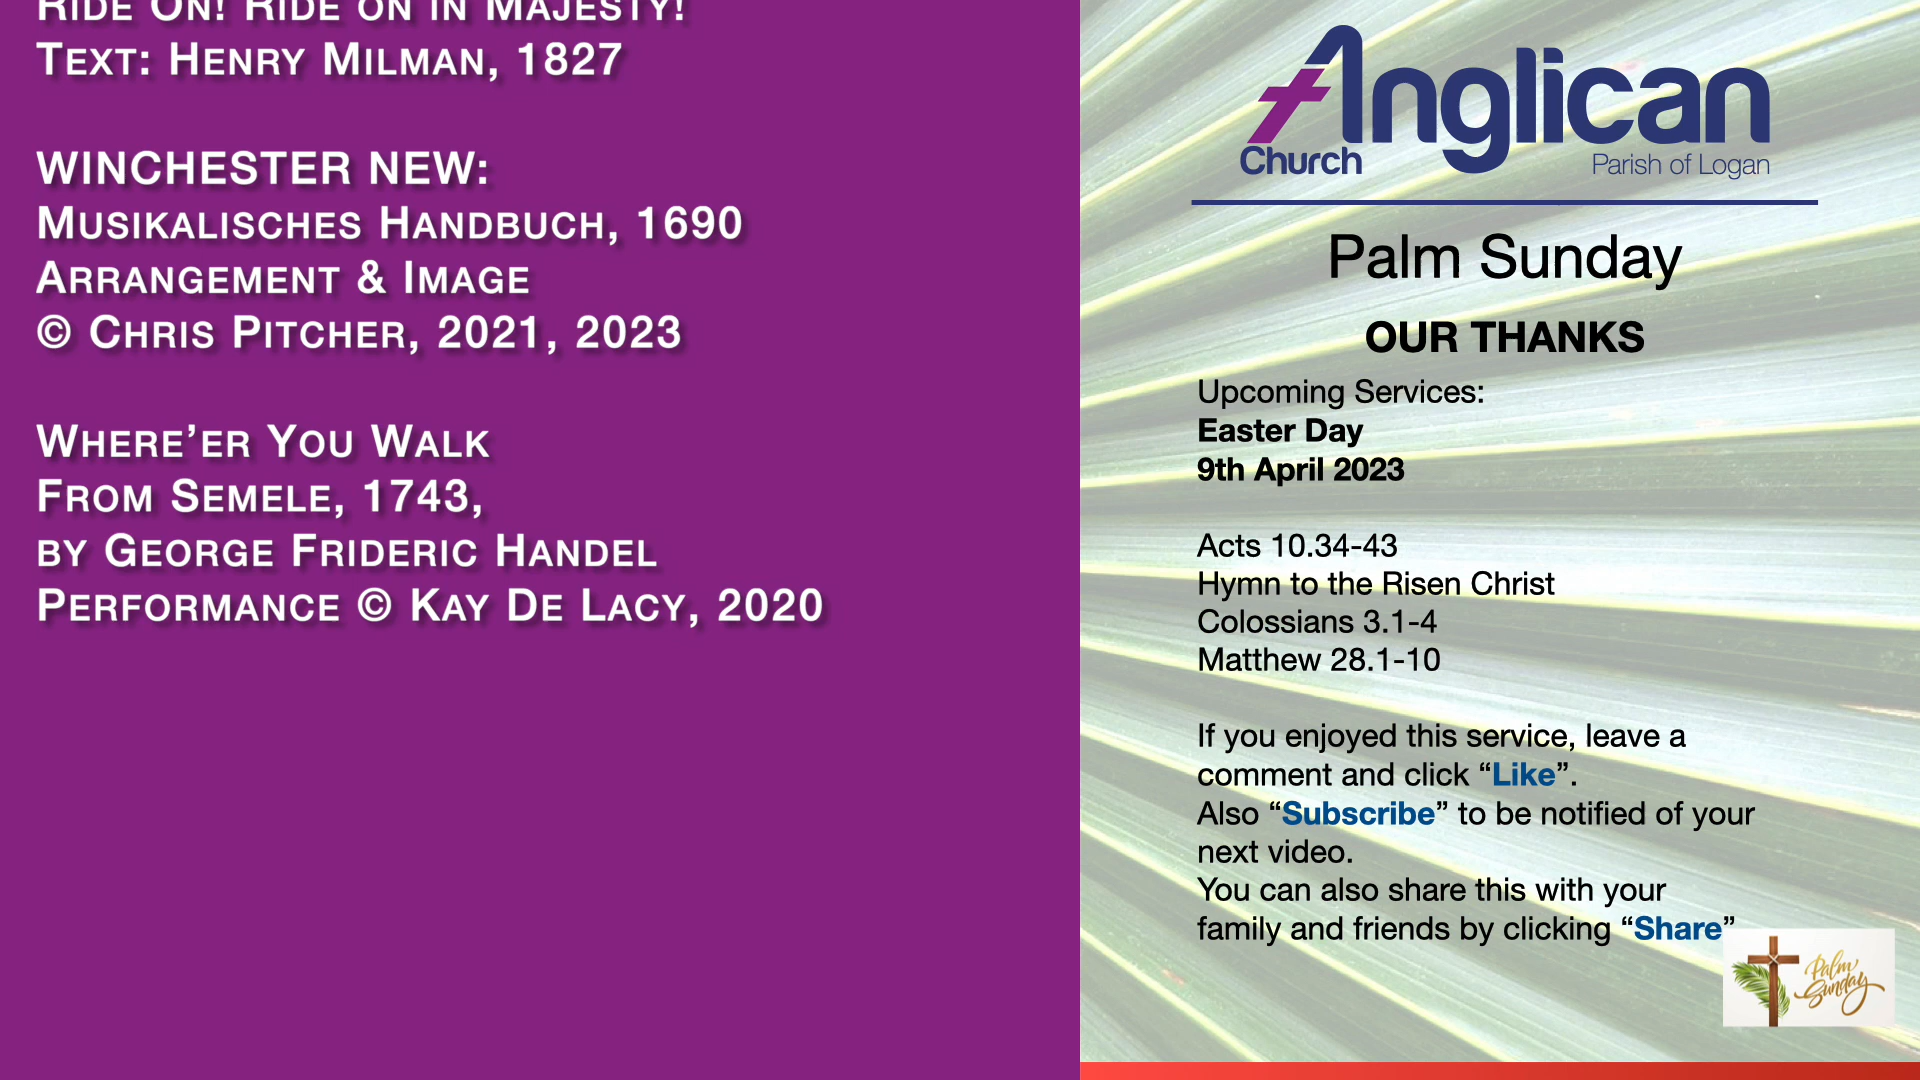 RIDE ON! RIDE ON IN MAJESTY!
TEXT: HENRY MILMAN, 1827
WINCHESTER NEW:
MUSIKALISCHES HANDBUCH, 1690
ARRANGEMENT & IMAGE
© CHRIS PITCHER, 2021, 2023
WHERE’ER YOU WALK
FROM SEMELE, 1743,
BY GEORGE FRIDERIC HANDEL
PERFORMANCE © KAY DE LACY, 2020
Anglican
Church
Parish of Logan
Palm Sunday
OUR THANKS
Upcoming Services:
Easter Day
9th April 2023
Acts 10.34-43
Hymn to the Risen Christ
Colossians 3.1-4
Matthew 28.1-10
If you enjoyed this service, leave a
comment and click “Like”.
Also “Subscribe” to be notified of your
next video.
You can also share this with your
family and friends by clicking “Share”
Palm
Sunday